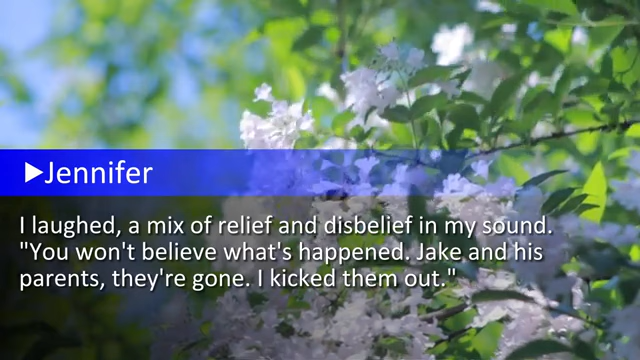 ▶Jennifer
I laughed, a mix of relief and disbelief in my sound.
"You won't believe what's happened. Jake and his
parents, they're gone. I kicked them out."